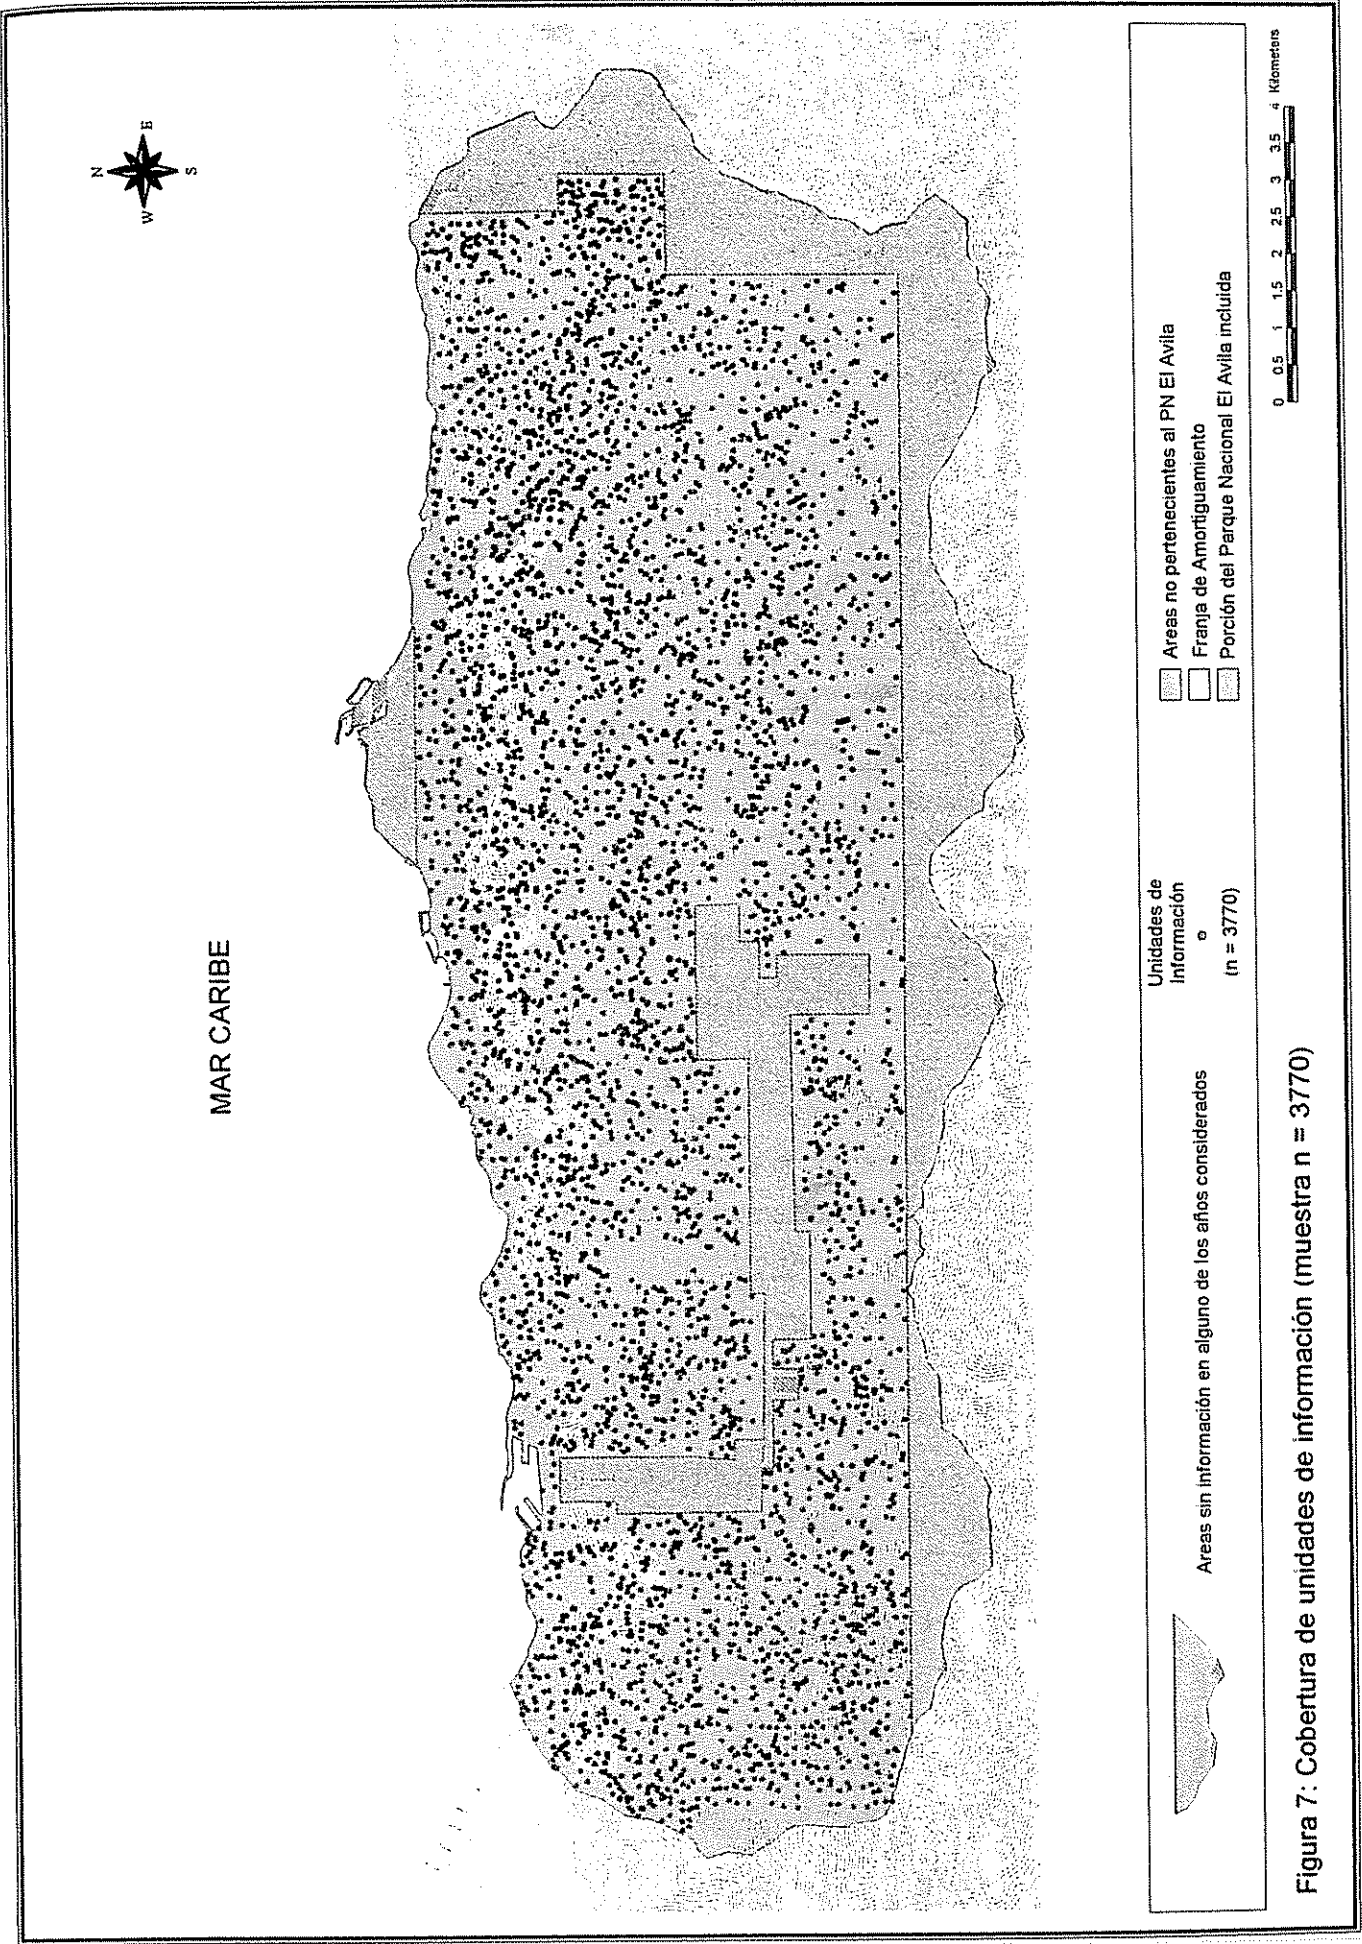 N
W
E
S
MAR CARIBE
Areas sin información en alguno de los años considerados
Unidades de
Información
(n = 3770)
Areas no pertenecientes al PN El Avila
Franja de Amortiguamiento
Porción del Parque Nacional El Avila incluida
0 0.5 1 1.5 2 2.5 3 3.5 4 Kilometers
Figura 7: Cobertura de unidades de información (muestra n = 3770)